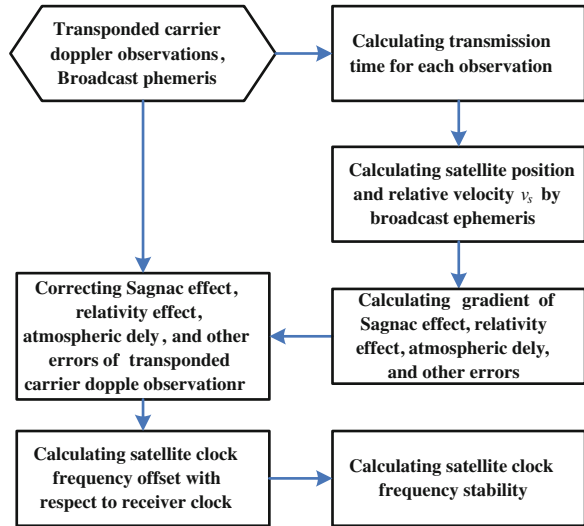 Transponded carrier
doppler observations,
Broadcast phemeris
Calculating transmission
time for each observation
Calculating satellite position
and relative velocity vs by
broadcast ephemeris
Correcting Sagnac effect,
relativity effect,
atmospheric dely, and other
errors of transponded
carrier dopple observationr
Calculating gradient of
Sagnac effect, relativity
effect, atmospheric dely,
and other errors
Calculating satellite clock
frequency offset with
respect to receiver clock
Calculating satellite clock
frequency stability